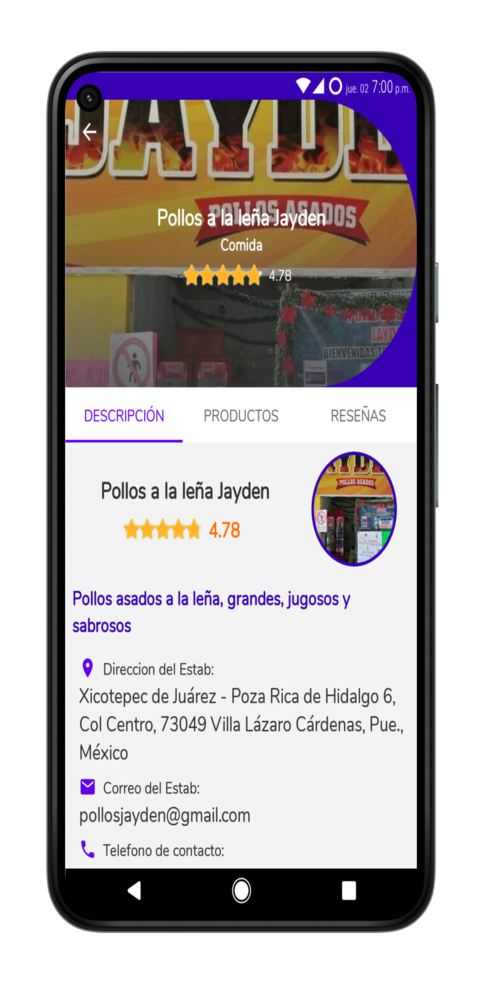 jue. 02 7:00 p.m.
JAYDE
POLLOS ASADOS
Pollos a la leña Jayden
Comida
4.78
BIENVENIDAS
DESCRIPCIÓN
PRODUCTOS
RESEÑAS
Pollos a la leña Jayden
4.78
POLLOS ASADOS
Pollos asados a la leña, grandes, jugosos y
sabrosos
Direccion del Estab:
Xicotepec de Juárez - Poza Rica de Hidalgo 6,
Col Centro, 73049 Villa Lázaro Cárdenas, Pue.,
México
Correo del Estab:
pollosjayden@gmail.com
Telefono de contacto: